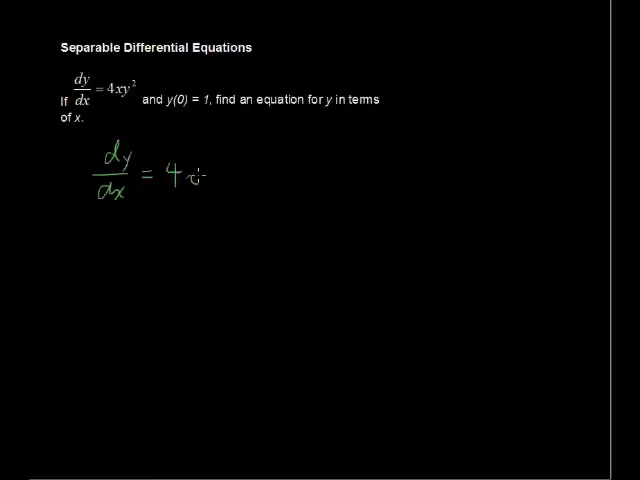 Separable Differential Equations
If dy/dx = 4xy² and y(0) = 1, find an equation for y in terms
of x.
dy/dx = 4